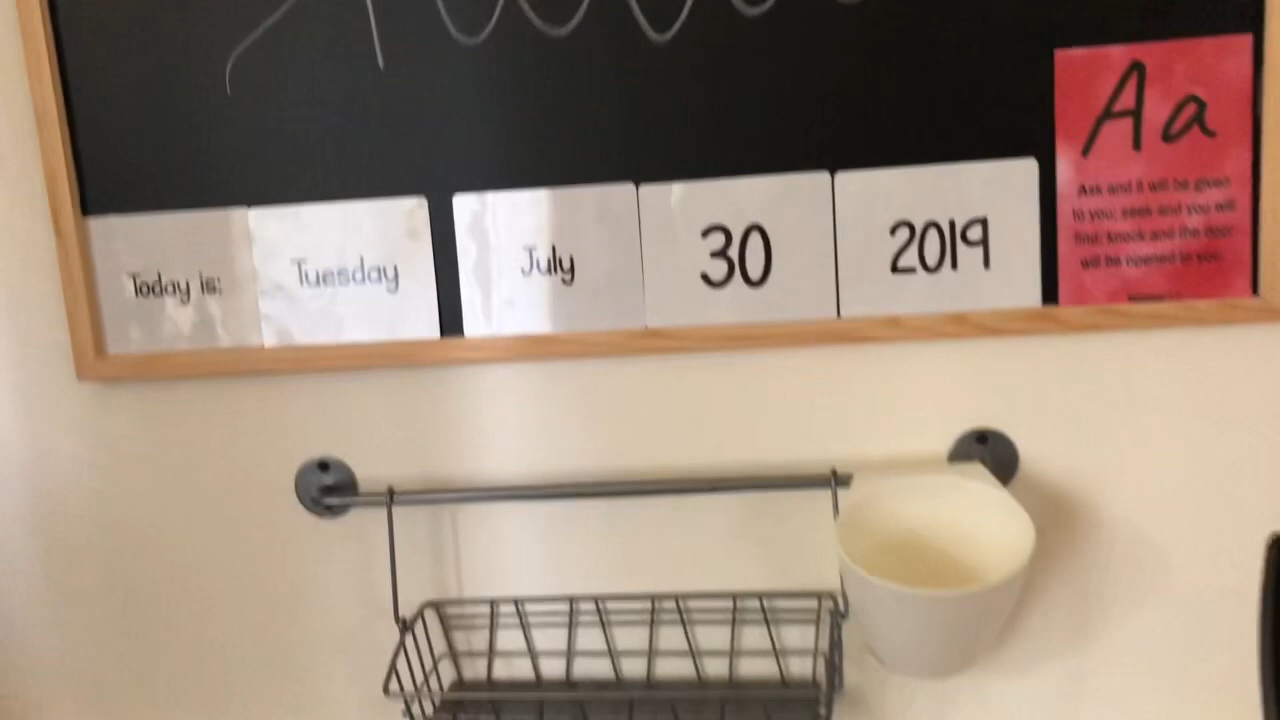 Today is: Tuesday July 30 2019
Aa
Ask and it will be given
to you; seek and you will
find; knock and the door
will be opened to you.